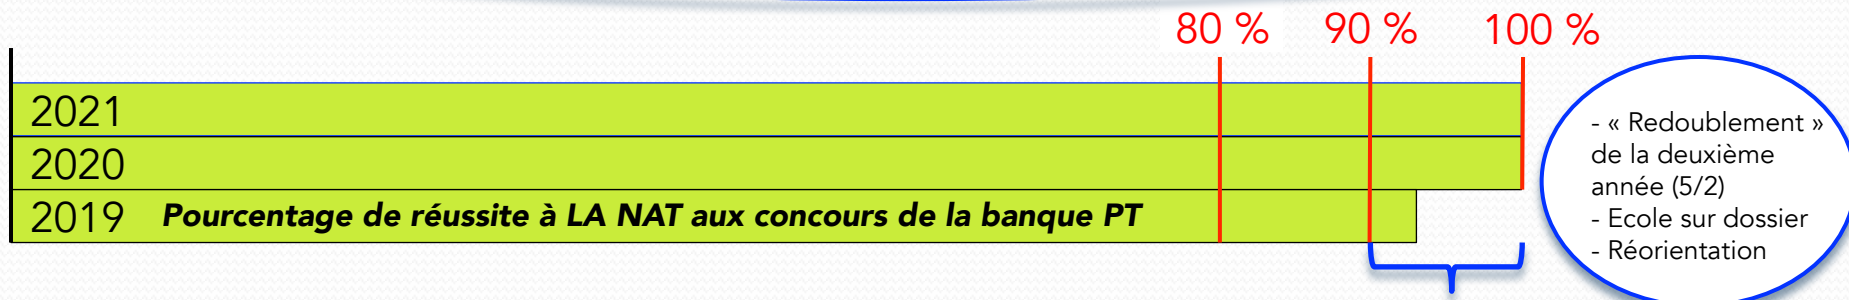 80 % 90 % 100 %
2021
2020
2019 Pourcentage de réussite à LA NAT aux concours de la banque PT
- « Redoublement »
de la deuxième
année (5/2)
- Ecole sur dossier
- Réorientation